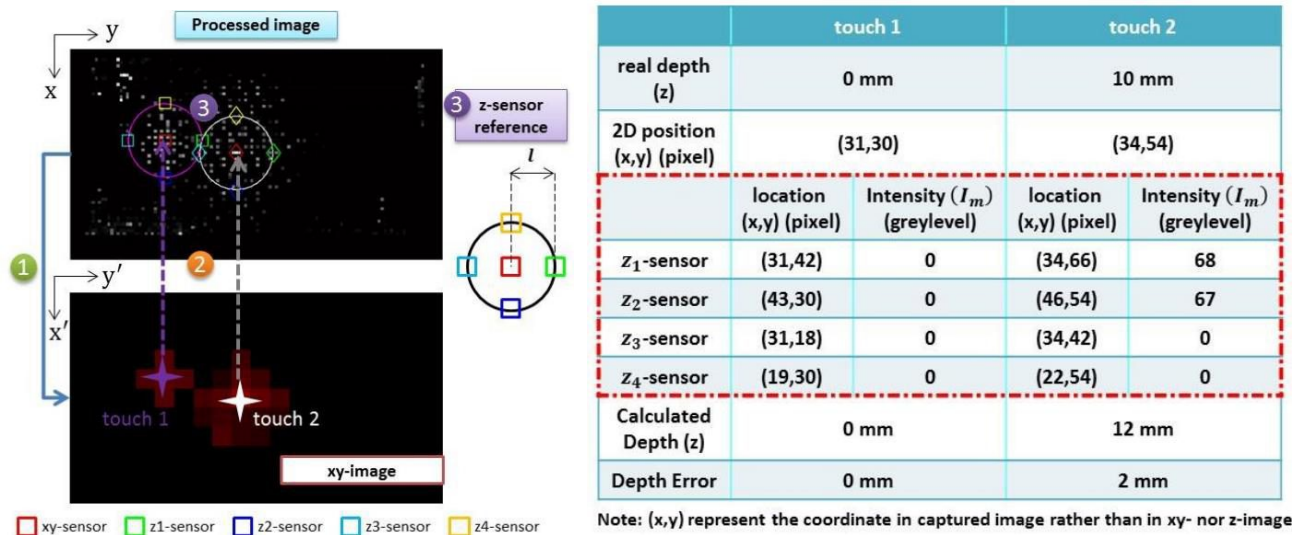 Processed image
y
x
3
3 z-sensor
reference
l
1
2
y′
x′
touch 1
touch 2
xy-image
xy-sensor z1-sensor z2-sensor z3-sensor z4-sensor
touch 1 touch 2
real depth
(z) 0 mm 10 mm
2D position
(x,y) (pixel) (31,30) (34,54)
location Intensity (I_m) location Intensity (I_m)
(x,y) (pixel) (greylevel) (x,y) (pixel) (greylevel)
z₁-sensor (31,42) 0 (34,66) 68
z₂-sensor (43,30) 0 (46,54) 67
z₃-sensor (31,18) 0 (34,42) 0
z₄-sensor (19,30) 0 (22,54) 0
Calculated
Depth (z) 0 mm 12 mm
Depth Error 0 mm 2 mm
Note: (x,y) represent the coordinate in captured image rather than in xy- nor z-image